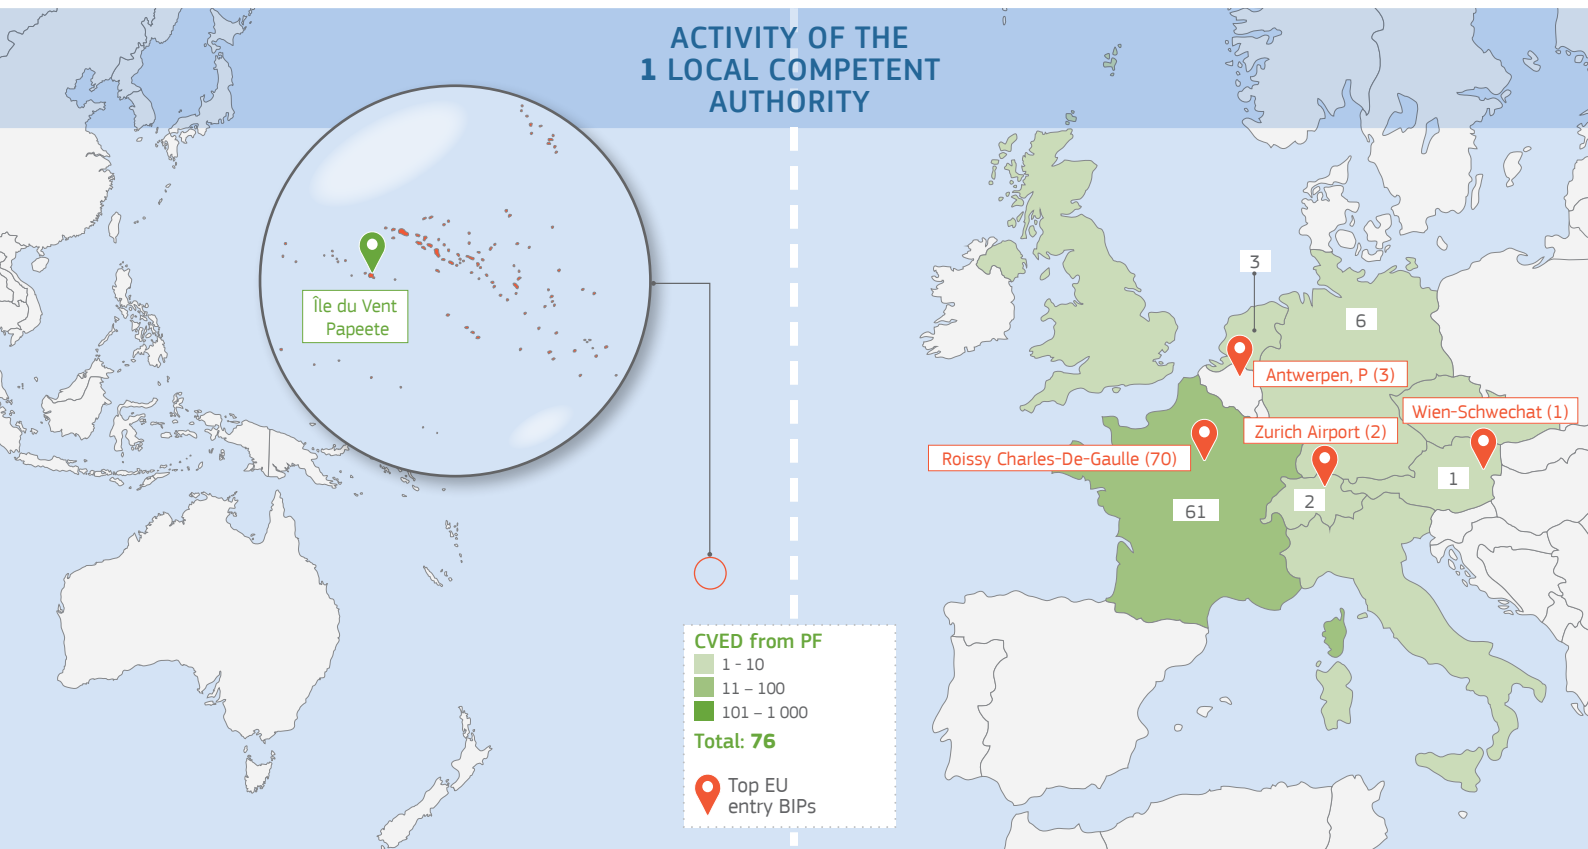 ACTIVITY OF THE
1 LOCAL COMPETENT
AUTHORITY
Île du Vent
Papeete
3
6
Antwerpen, P (3)
Wien-Schwechat (1)
Zurich Airport (2)
Roissy Charles-De-Gaulle (70)
1
2
61
CVED from PF
1 - 10
11 – 100
101 – 1 000
Total: 76
Top EU
entry BIPs